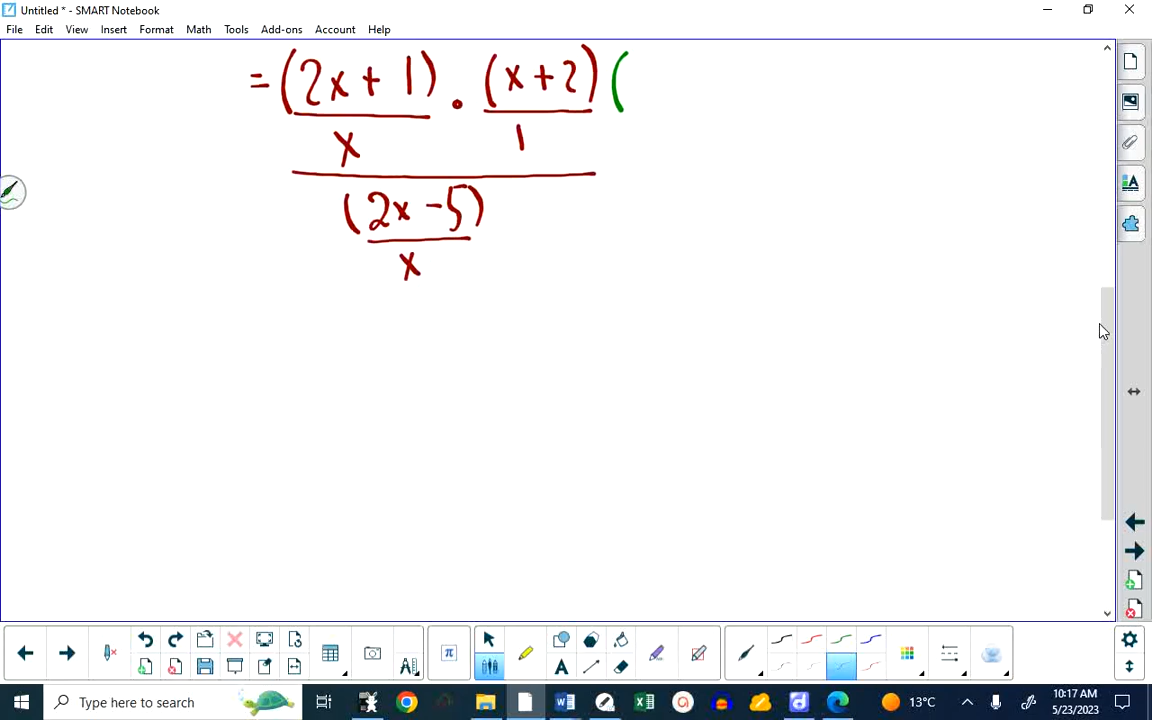 Untitled * - SMART Notebook
File Edit View Insert Format Math Tools Add-ons Account Help
= (2x + 1) · (x + 2) (
x 1
(2x - 5)
x
π
A
Type here to search
13°C
10:17 AM
5/23/2023